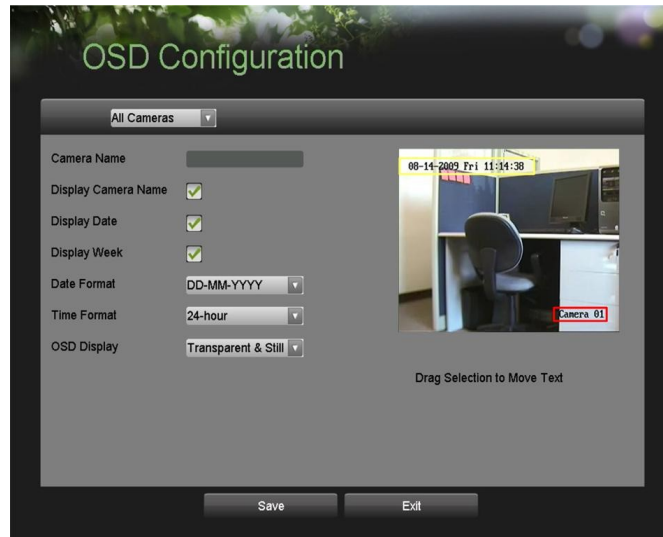 OSD Configuration
All Cameras
Camera Name
Display Camera Name
Display Date
Display Week
Date Format DD-MM-YYYY
Time Format 24-hour
OSD Display Transparent & Still
08-14-2009 Fri 11:14:38
Camera 01
Drag Selection to Move Text
Save Exit